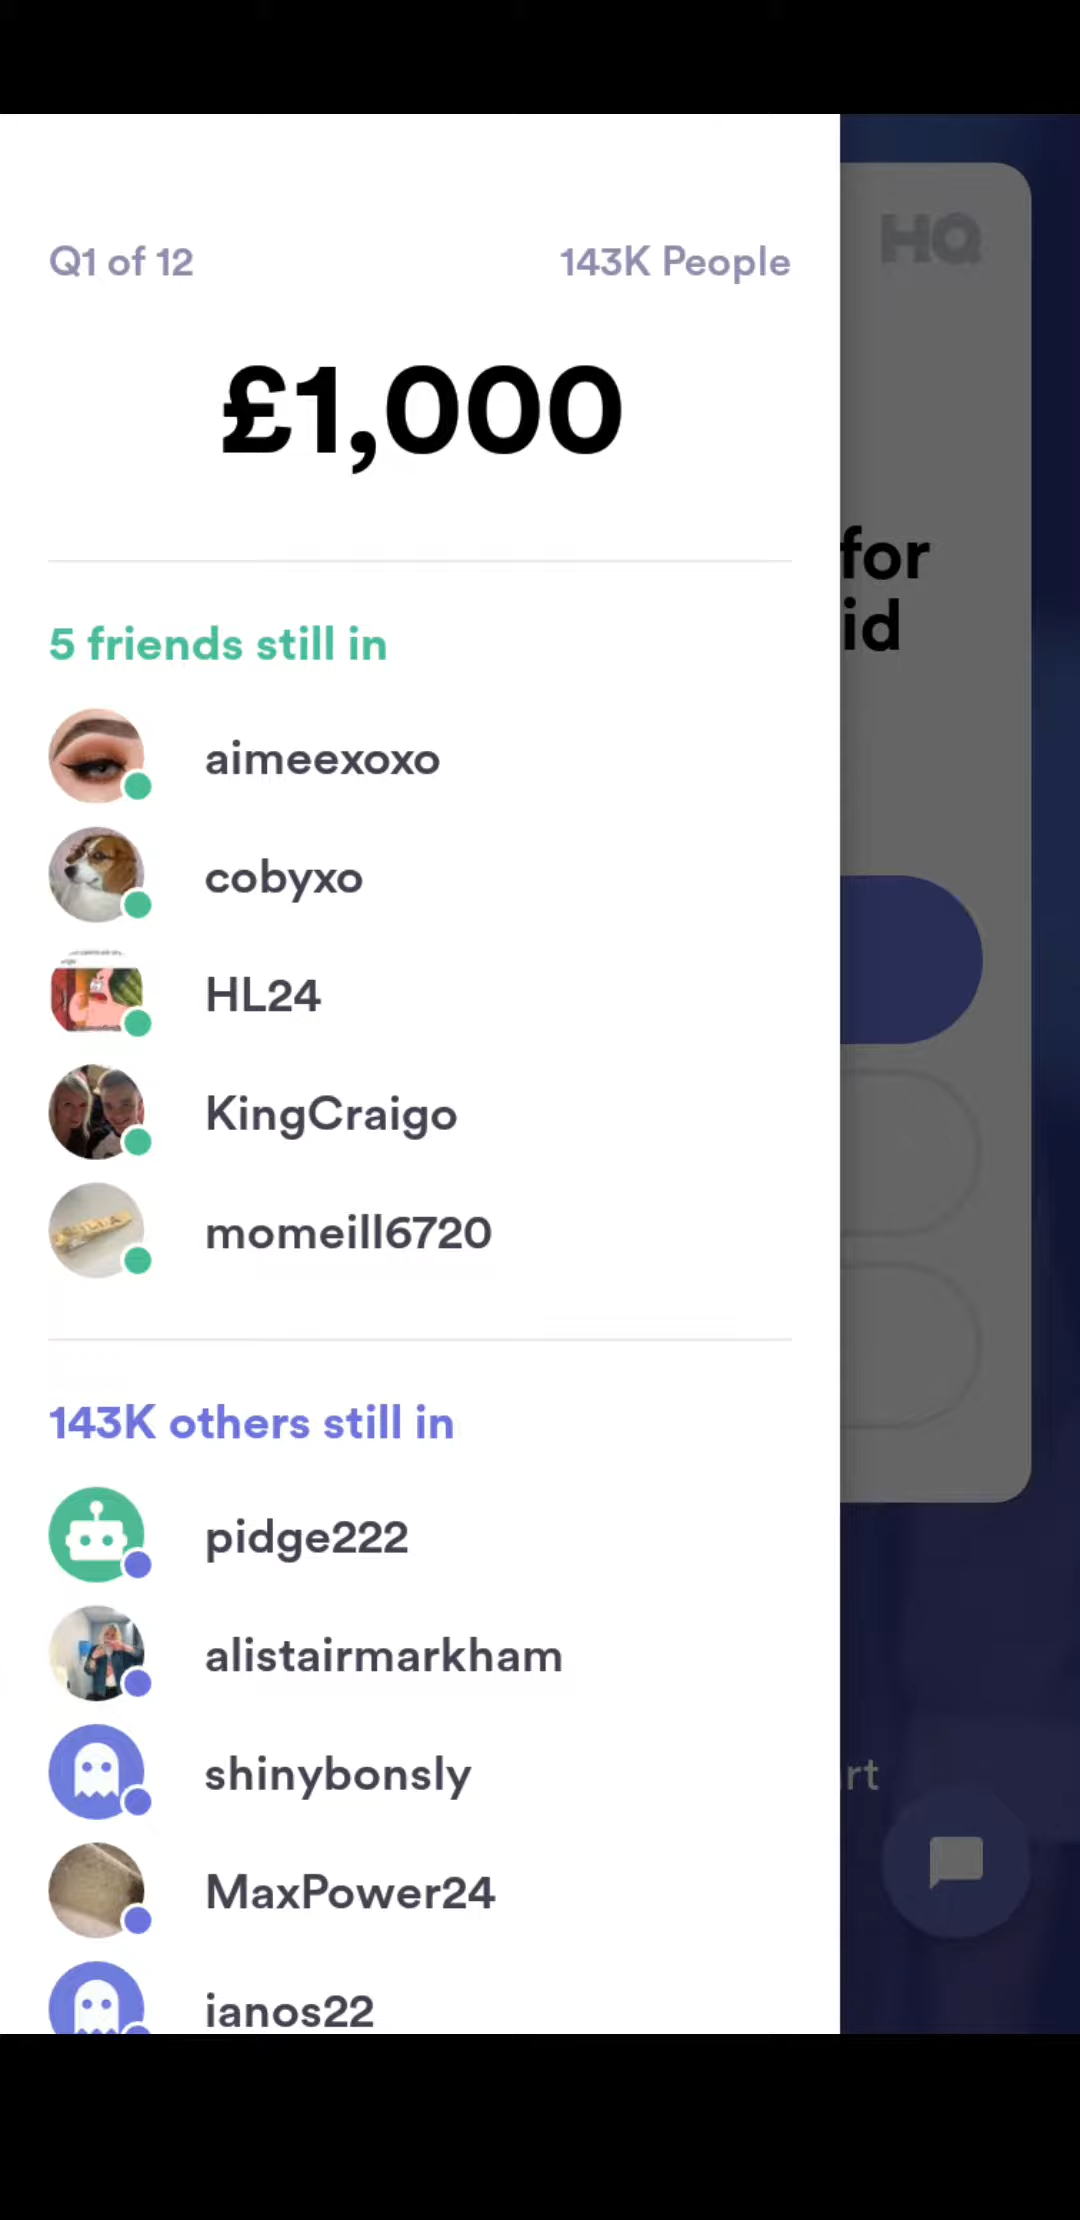 Q1 of 12
143K People
HQ
£1,000
for
id
5 friends still in
aimeexoxo
cobyxo
HL24
KingCraigo
momeill6720
143K others still in
pidge222
alistairmarkham
shinybonsly
rt
MaxPower24
ianos22